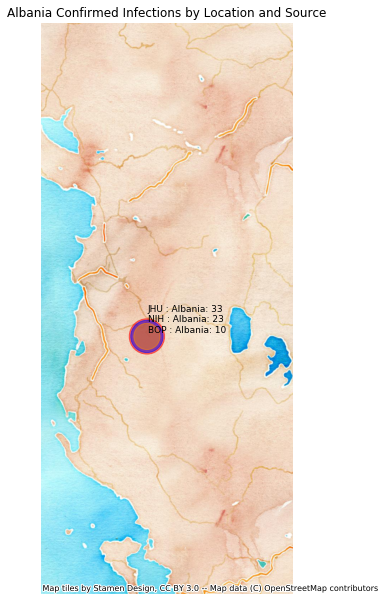 Albania Confirmed Infections by Location and Source
JHU : Albania: 33
NIH : Albania: 23
BOP : Albania: 10
Map tiles by Stamen Design, CC BY 3.0 -- Map data (C) OpenStreetMap contributors